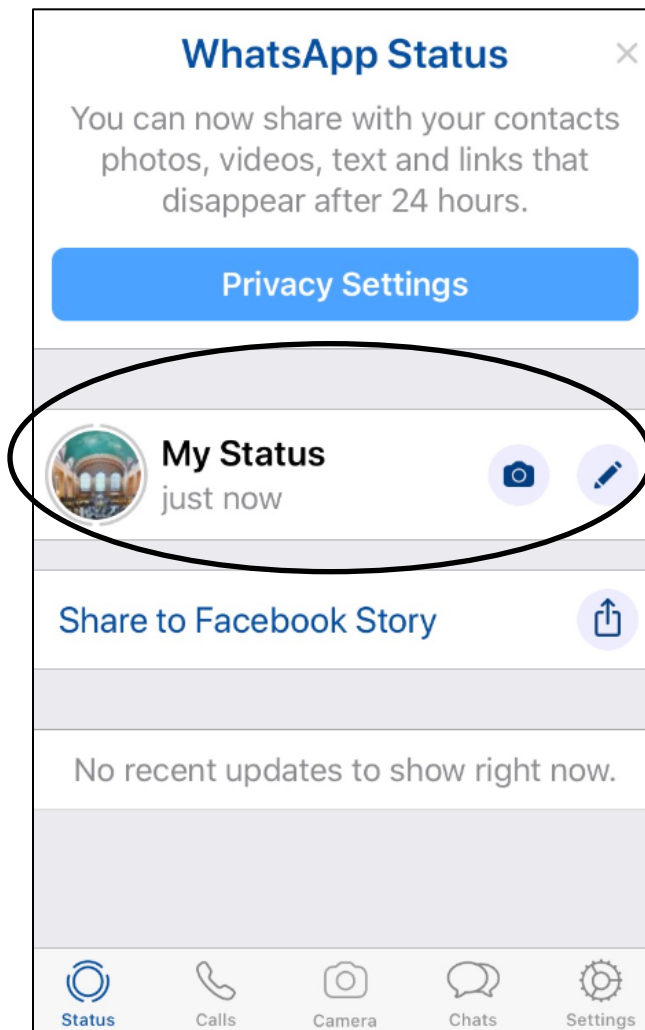 WhatsApp Status
You can now share with your contacts
photos, videos, text and links that
disappear after 24 hours.
Privacy Settings
My Status
just now
Share to Facebook Story
No recent updates to show right now.
Status Calls Camera Chats Settings